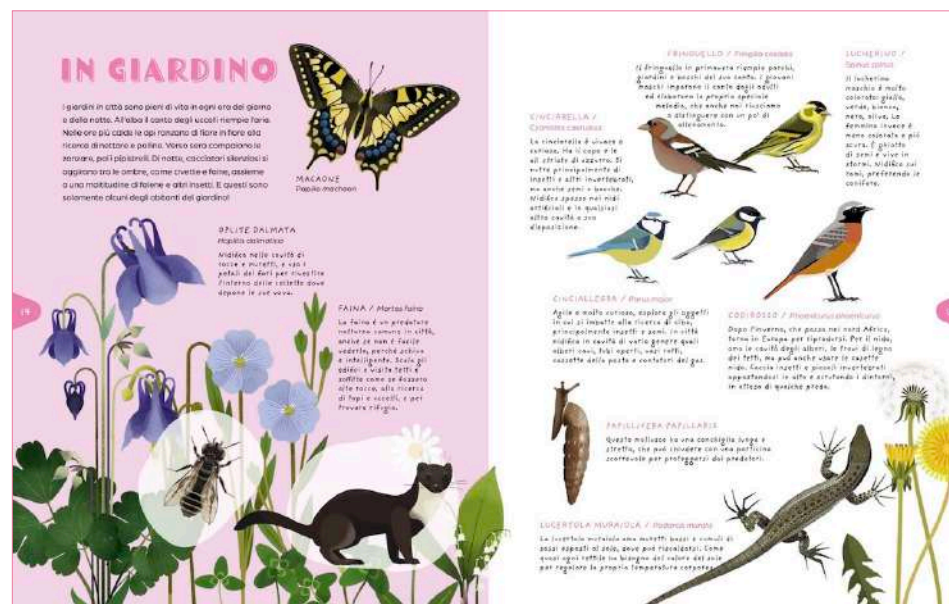 IN GIARDINO
I giardini in città sono pieni di vita in ogni ora del giorno
e della notte. All'alba il canto degli uccelli riempie l'aria.
Nelle ore più calde le api ronzano di fiore in fiore alla
ricerca di nettare e polline. Verso sera compaiono le
zanzare, poi i pipistrelli. Di notte, cacciatori silenziosi si
aggirano tra le ombre, come civette e faine, assieme
a una moltitudine di falene e altri insetti. E questi sono
solamente alcuni degli abitanti del giardino!
MACAONE
Papilio machaon
OPLITE DALMATA
Hoplitis dalmatica
Nidifica nelle cavità di
rocce e muretti, e usa i
petali dei fiori per rivestire
l'interno delle cellette dove
depone le sue uova.
FAINA / Martes foina
La faina è un predatore
notturno comune in città,
anche se non è facile
vederla, perché schiva
e intelligente. Scala gli
edifici e visita tetti e
soffitte come se fossero
alte rocce, alla ricerca
di topi e uccelli, e per
trovare rifugio.
19
FRINGUELLO / Fringilla coelebs
Il fringuello in primavera riempie parchi,
giardini e boschi del suo canto. I giovani
maschi imparano il canto degli adulti
ed elaborano la propria speciale
melodia, che anche noi riusciamo
a distinguere con un po' di
allenamento.
LUCHERINO /
Spinus spinus
Il lucherino
maschio è molto
colorato: giallo,
verde, bianco,
nero, olive. La
femmina invece è
meno colorata e più
scura. È ghiotto
di semi e vive in
stormi. Nidifica sui
rami, preferendo le
conifere.
CINCIARELLA /
Cyanistes caeruleus
La cinciarella è vivace e
curiosa. Ha il capo e le
ali striate di azzurro. Si
nutre principalmente di
insetti e altri invertebrati,
ma anche semi e bacche.
Nidifica spesso nei nidi
artificiali e in qualsiasi
altra cavità a sua
disposizione.
CINCIALLEGRA / Parus major
Agile e molto curiosa, esplora gli oggetti
in cui si imbatte alla ricerca di cibo,
principalmente insetti e semi. In città
nidifica in cavità di vario genere quali
alberi cavi, tubi aperti, vasi rotti,
cassette della posta e contatori del gas.
CODIROSSO / Phoenicurus phoenicurus
Dopo l'inverno, che passa nel nord Africa,
torna in Europa per riprodursi. Per il nido,
ama le cavità degli alberi, le travi di legno
dei tetti, ma può anche usare le casette
nido. Caccia insetti e piccoli invertebrati
appostandosi in alto e scrutando i dintorni,
in attesa di qualche preda.
PAPILLIFERA PAPILLARIS
Questo mollusco ha una conchiglia lunga e
stretta, che può chiudere con una porticina
scorrevole per proteggersi dai predatori.
LUCERTOLA MURAIOLA / Podarcis muralis
La lucertola muraiola ama muretti bassi e cumuli di
sassi esposti al sole, dove può riscaldarsi. Come
quasi ogni rettile ha bisogno del calore del sole
per regolare la propria temperatura corporea.